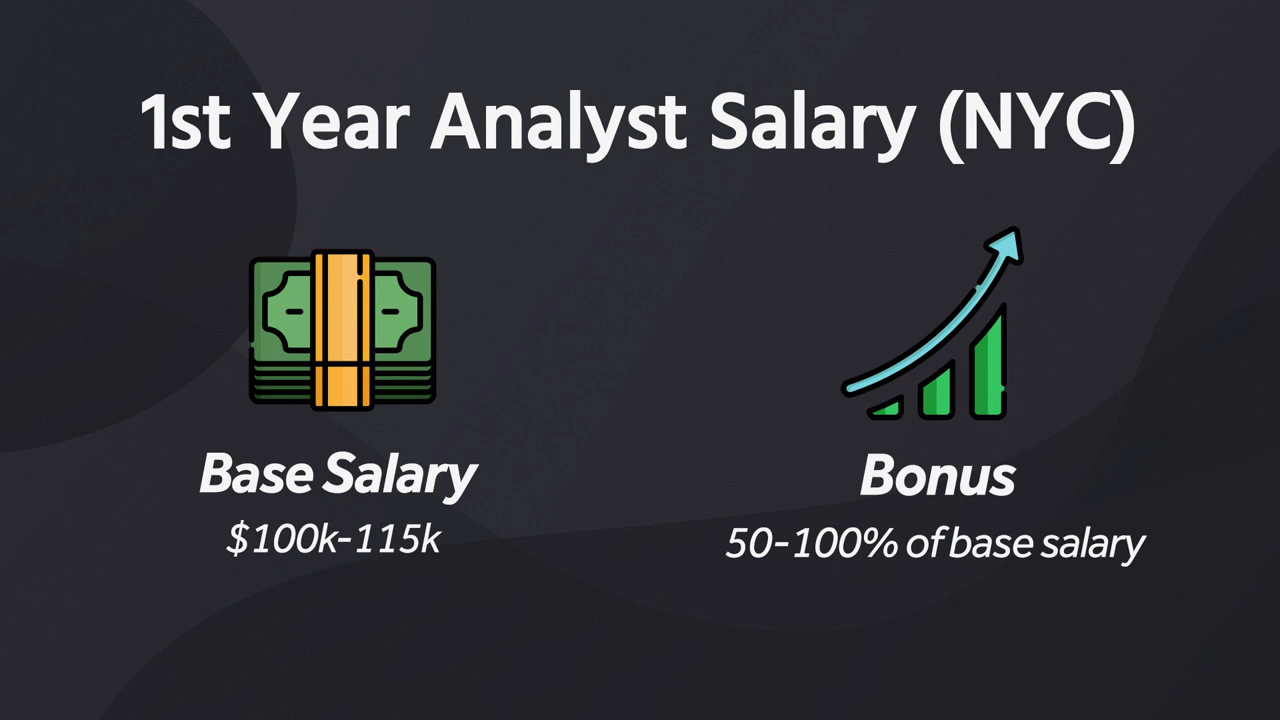 1st Year Analyst Salary (NYC)
Base Salary
$100k-115k
Bonus
50-100% of base salary